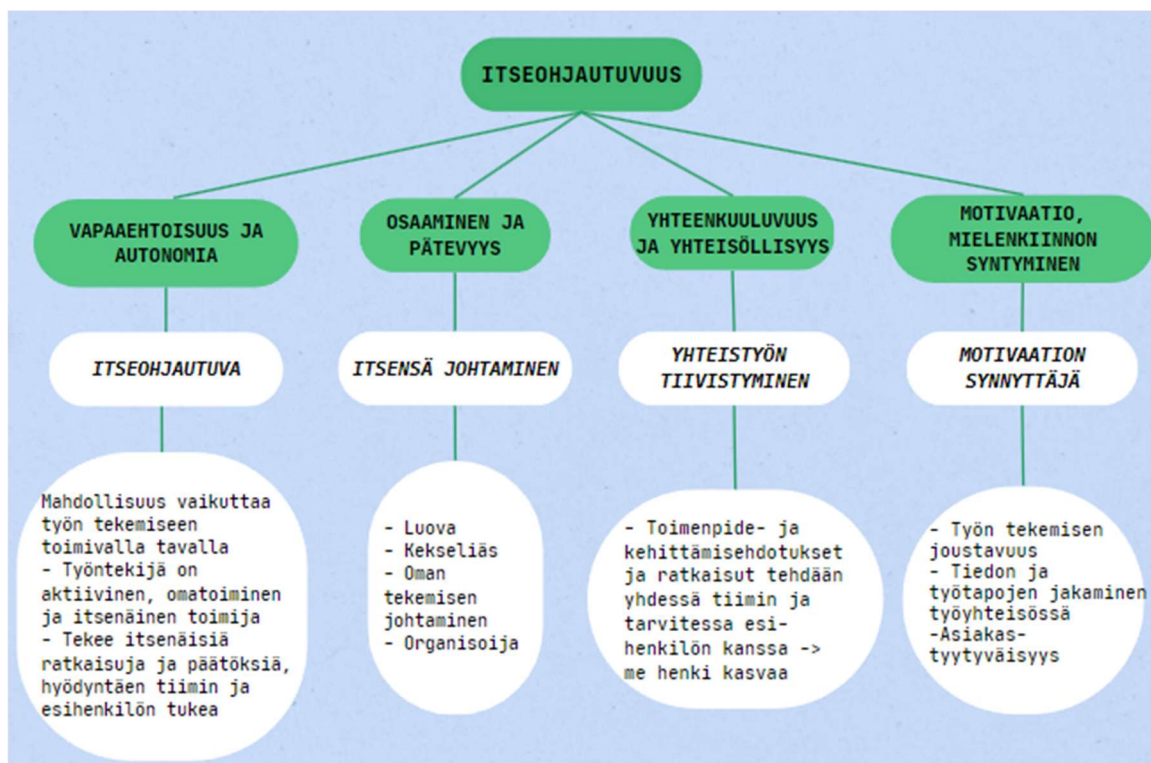 ITSEOHJAUTUVUUS
VAPAAEHTOISUUS JA
AUTONOMIA
OSAAMINEN JA
PÄTEVYYS
YHTEENKUULUVUUS
JA YHTEISÖLLISYYS
MOTIVAATIO,
MIELENKIINNON
SYNTYMINEN
ITSEOHJAUTUVA
ITSENSÄ JOHTAMINEN
YHTEISTYÖN
TIIVISTYMINEN
MOTIVAATION
SYNNYTTÄJÄ
Mahdollisuus vaikuttaa
työn tekemiseen
toimivalla tavalla
- Työntekijä on
aktiivinen, omatoiminen
ja itsenäinen toimija
- Tekee itsenäisiä
ratkaisuja ja päätöksiä,
hyödyntäen tiimin ja
esihenkilön tukea
- Luova
- Kekseliäs
- Oman
tekemisen
johtaminen
- Organisoija
- Toimenpide- ja
kehittämisehdotukset
ja ratkaisut tehdään
yhdessä tiimin ja
tarvitessa esi-
henkilön kanssa ->
me henki kasvaa
- Työn tekemisen
joustavuus
- Tiedon ja
työtapojen jakaminen
työyhteisössä
-Asiakas-
tyytyväisyys